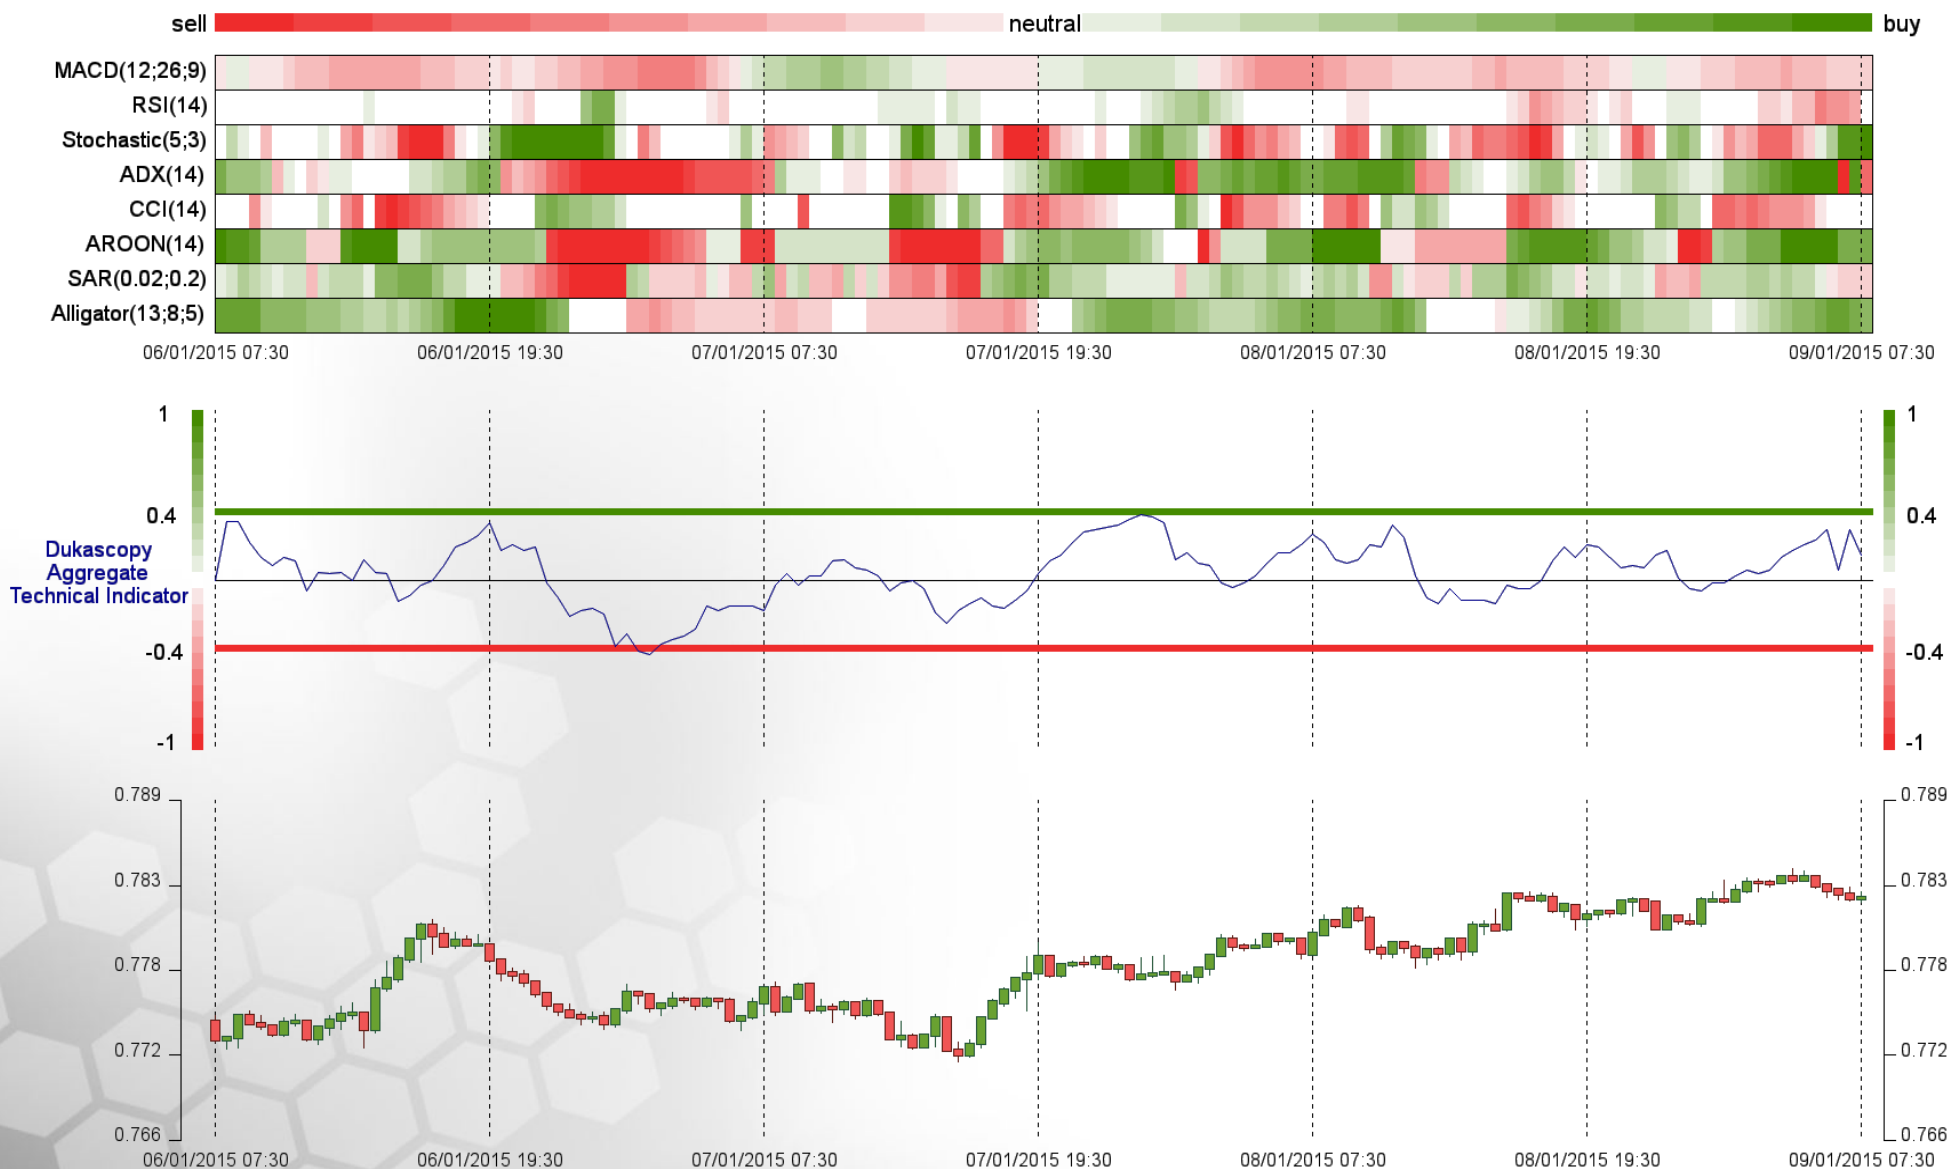 sell neutral buy
MACD(12;26;9)
RSI(14)
Stochastic(5;3)
ADX(14)
CCI(14)
AROON(14)
SAR(0.02;0.2)
Alligator(13;8;5)
06/01/2015 07:30 06/01/2015 19:30 07/01/2015 07:30 07/01/2015 19:30 08/01/2015 07:30 08/01/2015 19:30 09/01/2015 07:30
1 1
0.4 0.4
Dukascopy
Aggregate
Technical Indicator
-0.4 -0.4
-1 -1
0.789 0.789
0.783 0.783
0.778 0.778
0.772 0.772
0.766 0.766
06/01/2015 07:30 06/01/2015 19:30 07/01/2015 07:30 07/01/2015 19:30 08/01/2015 07:30 08/01/2015 19:30 09/01/2015 07:30